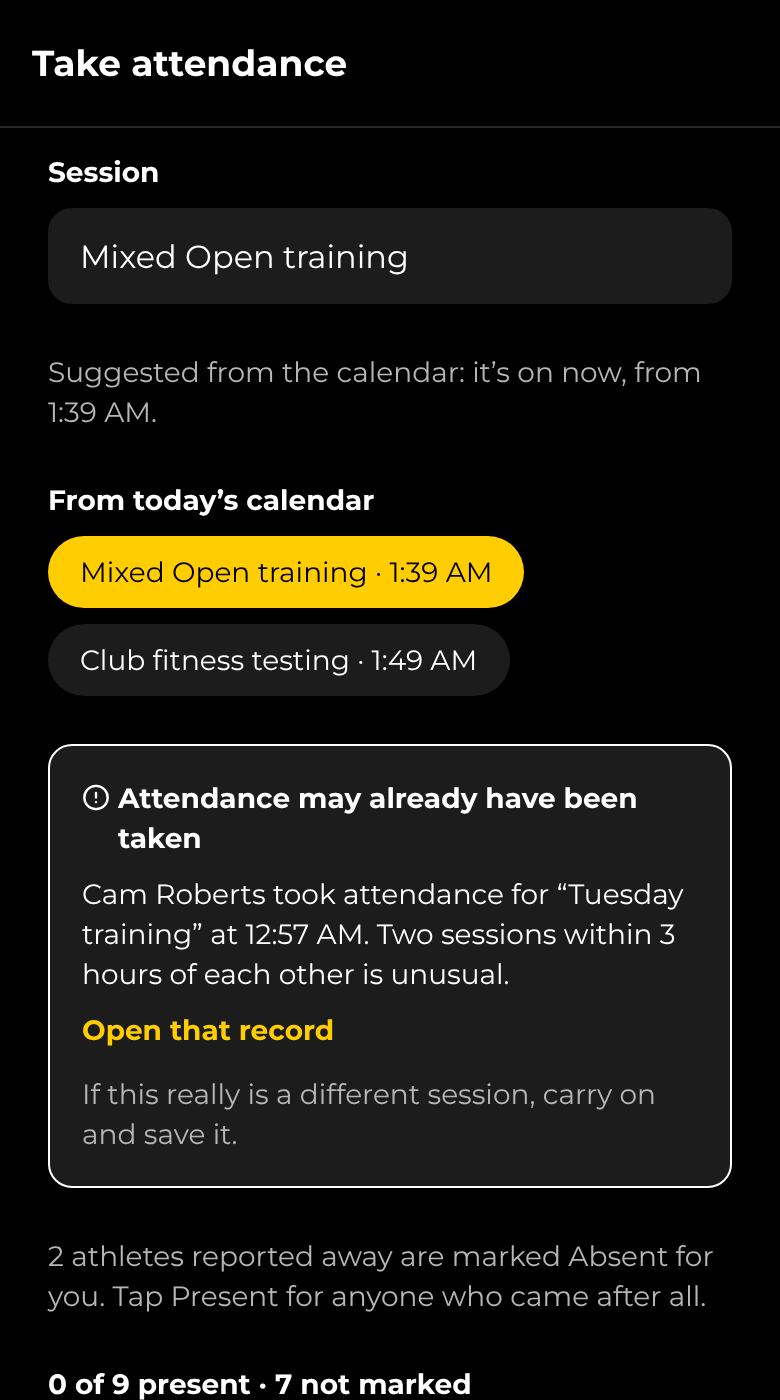 Take attendance
Session
Mixed Open training
Suggested from the calendar: it’s on now, from
1:39 AM.
From today’s calendar
Mixed Open training · 1:39 AM
Club fitness testing · 1:49 AM
Attendance may already have been
taken
Cam Roberts took attendance for “Tuesday
training” at 12:57 AM. Two sessions within 3
hours of each other is unusual.
Open that record
If this really is a different session, carry on
and save it.
2 athletes reported away are marked Absent for
you. Tap Present for anyone who came after all.
0 of 9 present · 7 not marked